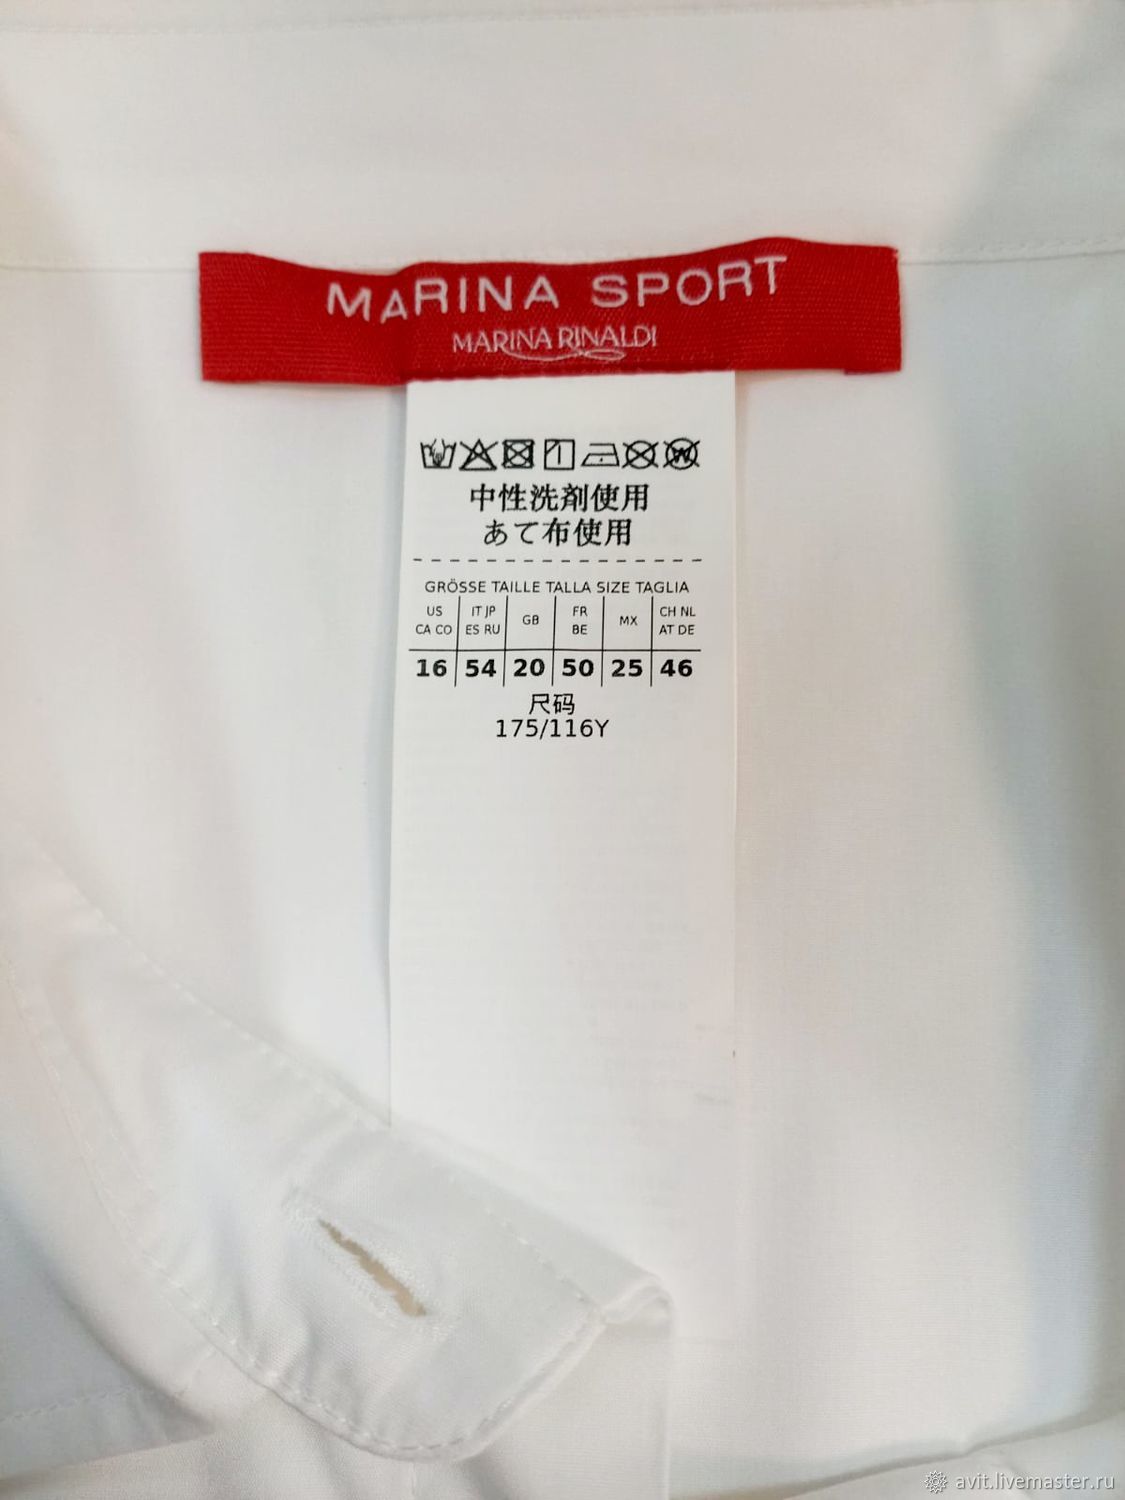 MARINA SPORT
MARINA RINALDI
中性洗剤使用
あて布使用
GRÖSSE TAILLE TALLA SIZE TAGLIA
US CA CO | IT JP ES RU | GB | FR BE | MX | CH NL AT DE
16 | 54 | 20 | 50 | 25 | 46
尺码
175/116Y
avit.livemaster.ru